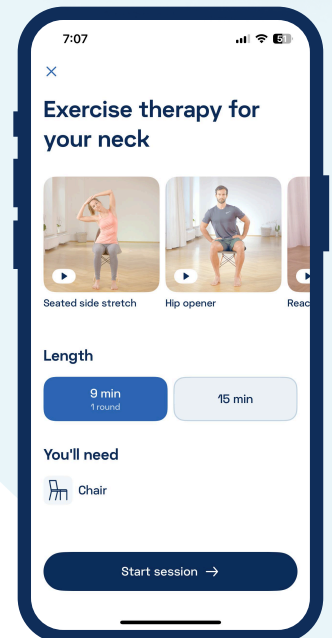 7:07
51
Exercise therapy for
your neck
Seated side stretch
Hip opener
Reac
Length
9 min
1 round
15 min
You'll need
Chair
Start session →